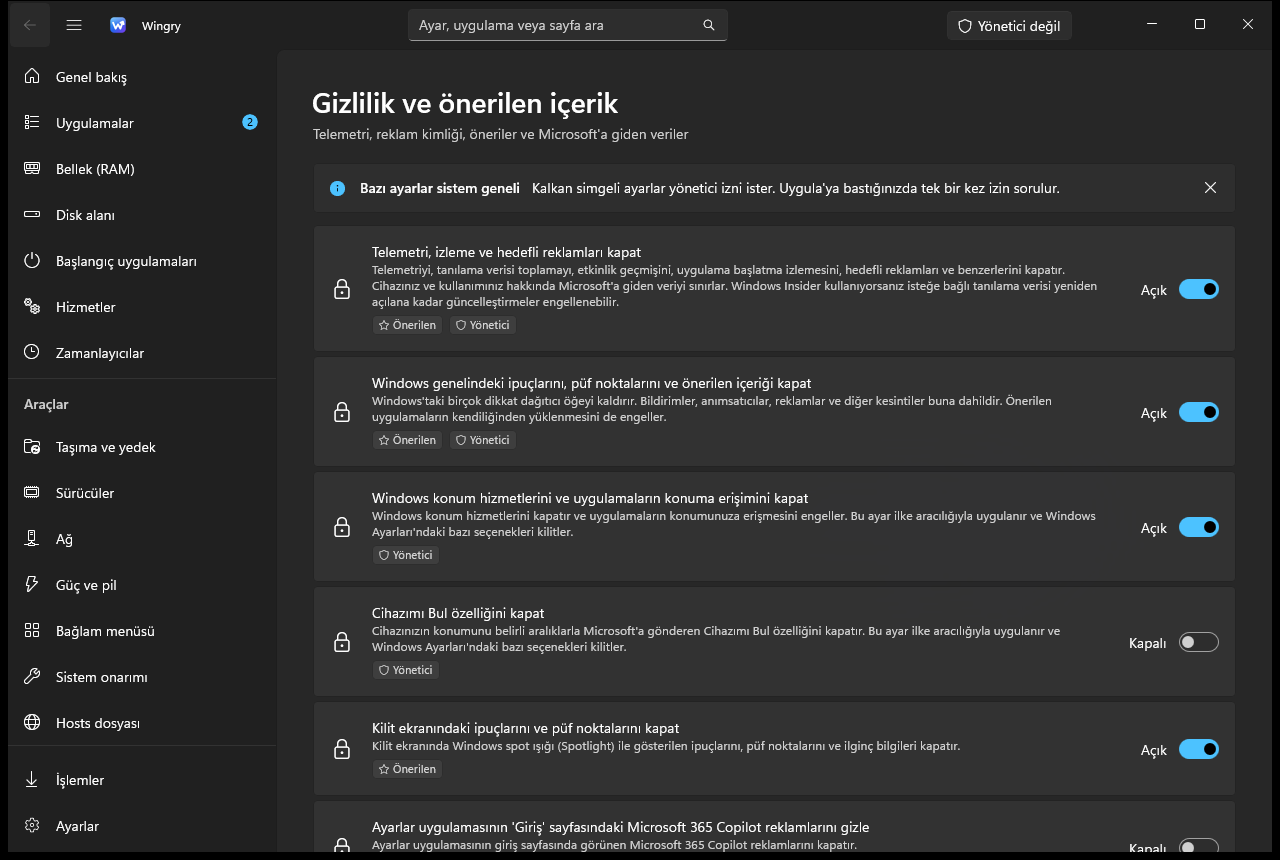 Wingry
Ayar, uygulama veya sayfa ara
Yönetici değil
Genel bakış
Uygulamalar
2
Bellek (RAM)
Disk alanı
Başlangıç uygulamaları
Hizmetler
Zamanlayıcılar
Araçlar
Taşıma ve yedek
Sürücüler
Ağ
Güç ve pil
Bağlam menüsü
Sistem onarımı
Hosts dosyası
İşlemler
Ayarlar
Gizlilik ve önerilen içerik
Telemetri, reklam kimliği, öneriler ve Microsoft'a giden veriler
Bazı ayarlar sistem geneli Kalkan simgeli ayarlar yönetici izni ister. Uygula'ya bastığınızda tek bir kez izin sorulur.
Telemetri, izleme ve hedefli reklamları kapat
Telemetriyi, tanılama verisi toplamayı, etkinlik geçmişini, uygulama başlatma izlemesini, hedefli reklamları ve benzerlerini kapatır.
Cihazınız ve kullanımınız hakkında Microsoft'a giden veriyi sınırlar. Windows Insider kullanıyorsanız isteğe bağlı tanılama verisi yeniden
açılana kadar güncelleştirmeler engellenebilir.
Önerilen Yönetici
Açık
Windows genelindeki ipuçlarını, püf noktalarını ve önerilen içeriği kapat
Windows'taki birçok dikkat dağıtıcı öğeyi kaldırır. Bildirimler, anımsatıcılar, reklamlar ve diğer kesintiler buna dahildir. Önerilen
uygulamaların kendiliğinden yüklenmesini de engeller.
Önerilen Yönetici
Açık
Windows konum hizmetlerini ve uygulamaların konuma erişimini kapat
Windows konum hizmetlerini kapatır ve uygulamaların konumunuza erişmesini engeller. Bu ayar ilke aracılığıyla uygulanır ve Windows
Ayarları'ndaki bazı seçenekleri kilitler.
Yönetici
Açık
Cihazımı Bul özelliğini kapat
Cihazınızın konumunu belirli aralıklarla Microsoft'a gönderen Cihazımı Bul özelliğini kapatır. Bu ayar ilke aracılığıyla uygulanır ve
Windows Ayarları'ndaki bazı seçenekleri kilitler.
Yönetici
Kapalı
Kilit ekranındaki ipuçlarını ve püf noktalarını kapat
Kilit ekranında Windows spot ışığı (Spotlight) ile gösterilen ipuçlarını, püf noktalarını ve ilginç bilgileri kapatır.
Önerilen
Açık
Ayarlar uygulamasının 'Giriş' sayfasındaki Microsoft 365 Copilot reklamlarını gizle
Ayarlar uygulamasının giriş sayfasında görünen Microsoft 365 Copilot reklamlarını kapatır.
Kapalı